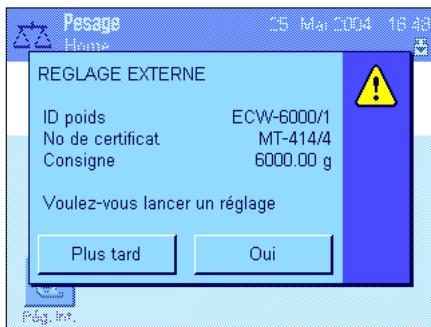 Pesage
25 Mai 2004 16:48
Home
REGLAGE EXTERNE
ID poids ECW-6000/1
No de certificat MT-414/4
Consigne 6000.00 g
Voulez-vous lancer un réglage
Plus tard
Oui
Rég. Int.